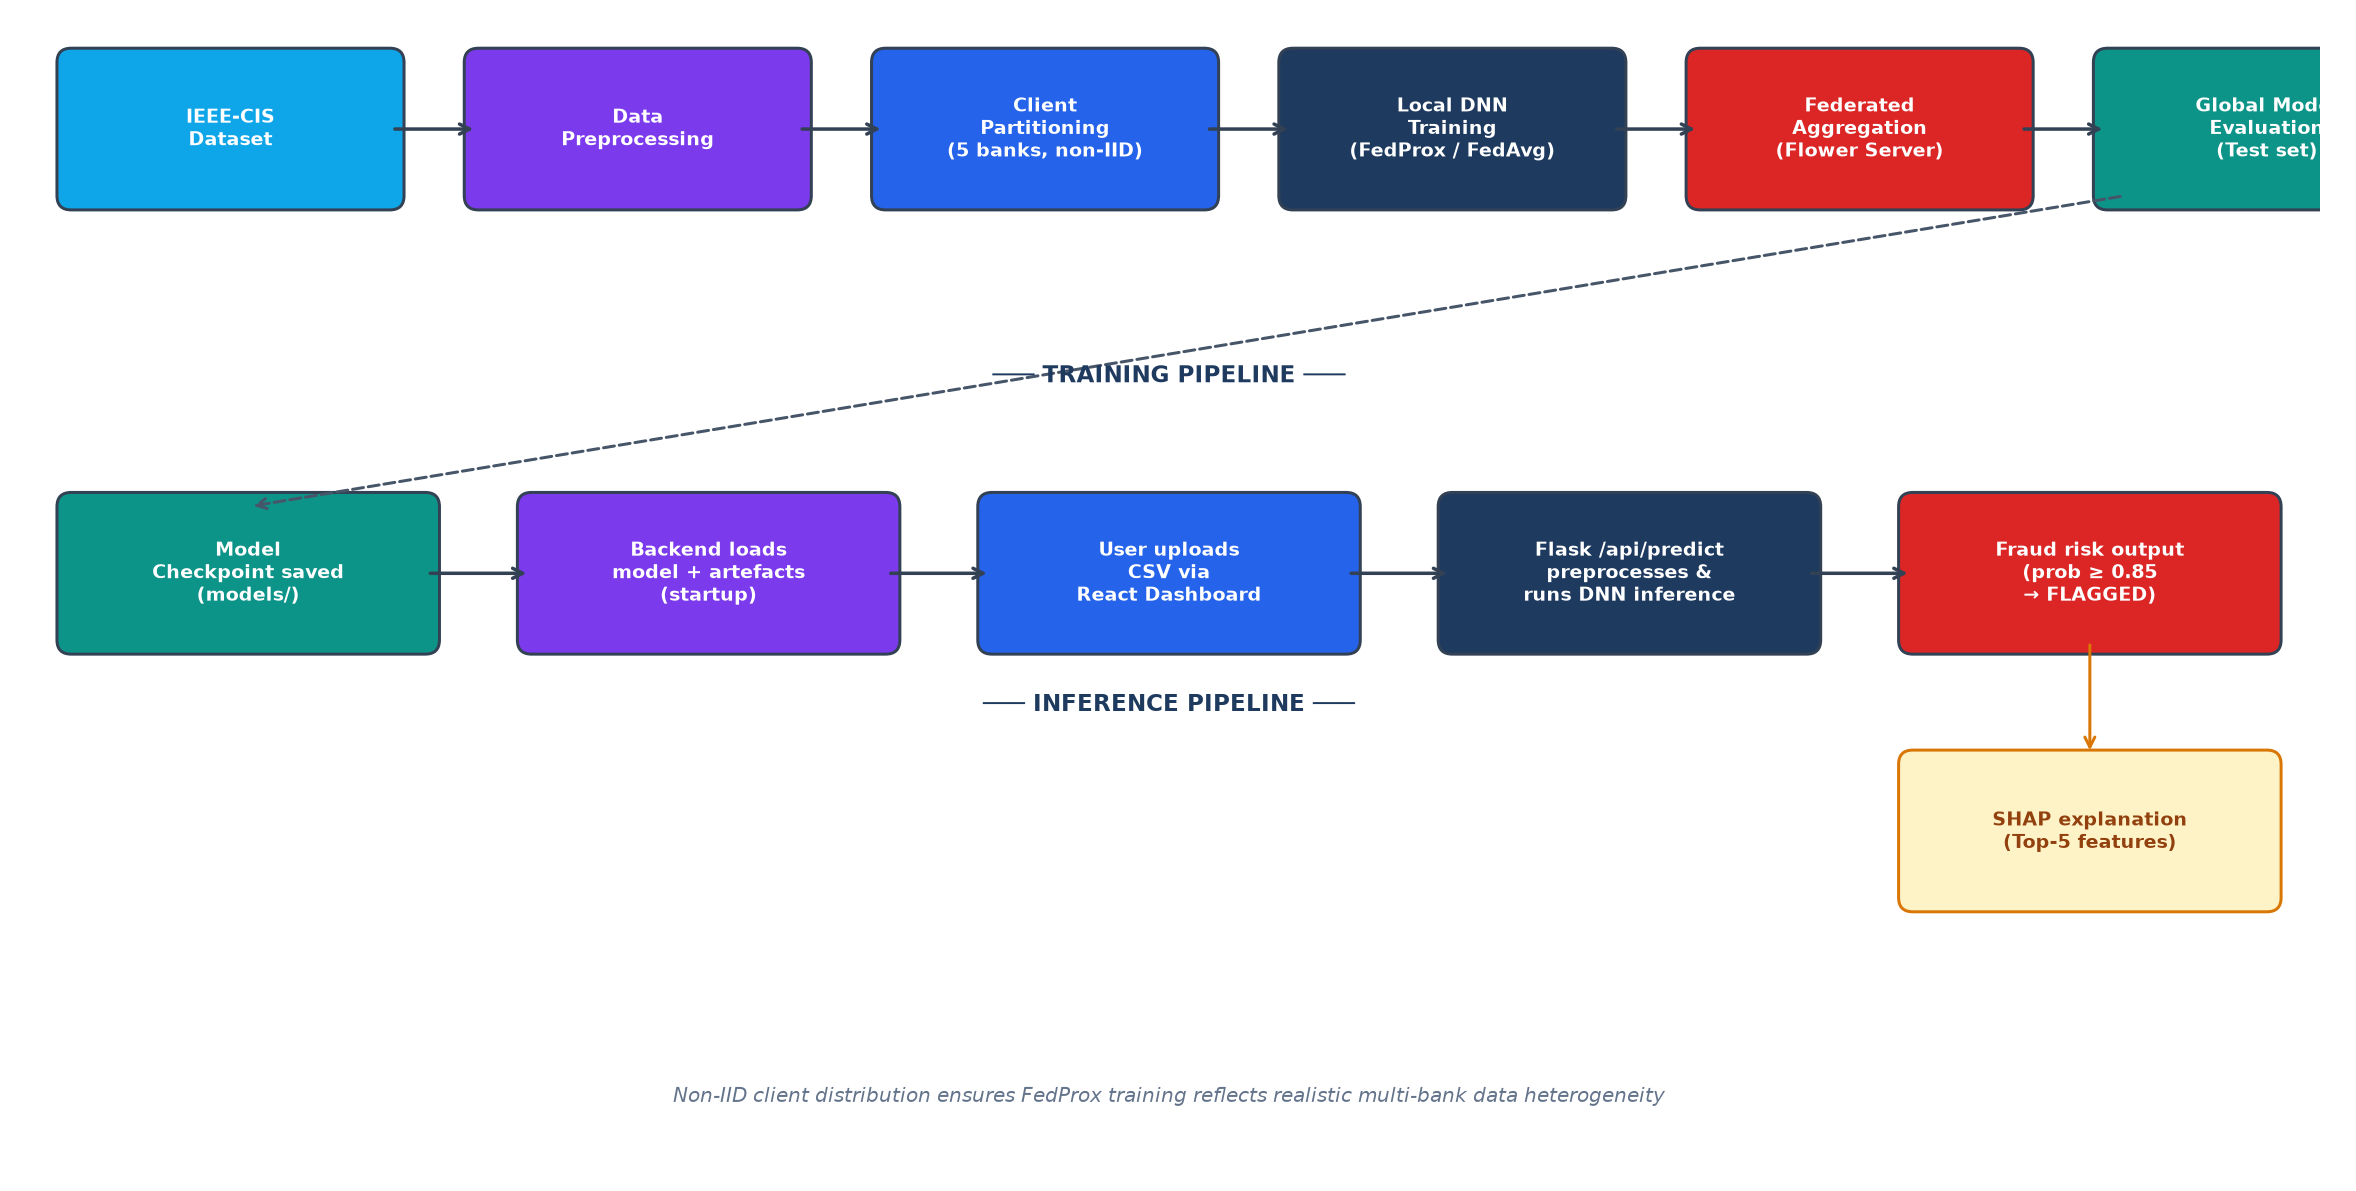 IEEE-CIS
Dataset
Data
Preprocessing
Client
Partitioning
(5 banks, non-IID)
Local DNN
Training
(FedProx / FedAvg)
Federated
Aggregation
(Flower Server)
Global
Evaluation
(Test set)
—— TRAINING PIPELINE ——
Model
Checkpoint saved
(models/)
Backend loads
model + artefacts
(startup)
User uploads
CSV via
React Dashboard
Flask /api/predict
preprocesses &
runs DNN inference
Fraud risk output
(prob ≥ 0.85
→ FLAGGED)
—— INFERENCE PIPELINE ——
SHAP explanation
(Top-5 features)
Non-IID client distribution ensures FedProx training reflects realistic multi-bank data heterogeneity